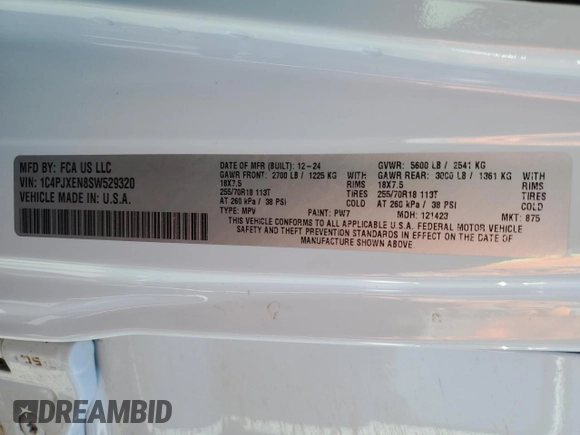 MFD BY: FCA US LLC
VIN: 1C4PJXEN8SW529320
VEHICLE MADE IN: U.S.A.
DATE OF MFR (BUILT): 12-24 GVWR: 5600 LB / 2541 KG
GAWR FRONT: 2700 LB / 1225 KG WITH GAWR REAR: 3000 LB / 1361 KG WITH
18X7.5 RIMS 18X7.5 RIMS
255/70R18 113T TIRES 255/70R18 113T TIRES
AT 260 kPa / 38 PSI COLD AT 260 kPa / 38 PSI COLD
TYPE: MPV PAINT: PW7 MDH: 121423 MKT: 875
THIS VEHICLE CONFORMS TO ALL APPLICABLE U.S.A. FEDERAL MOTOR VEHICLE
SAFETY AND THEFT PREVENTION STANDARDS IN EFFECT ON THE DATE OF
MANUFACTURE SHOWN ABOVE.
DREAMBID